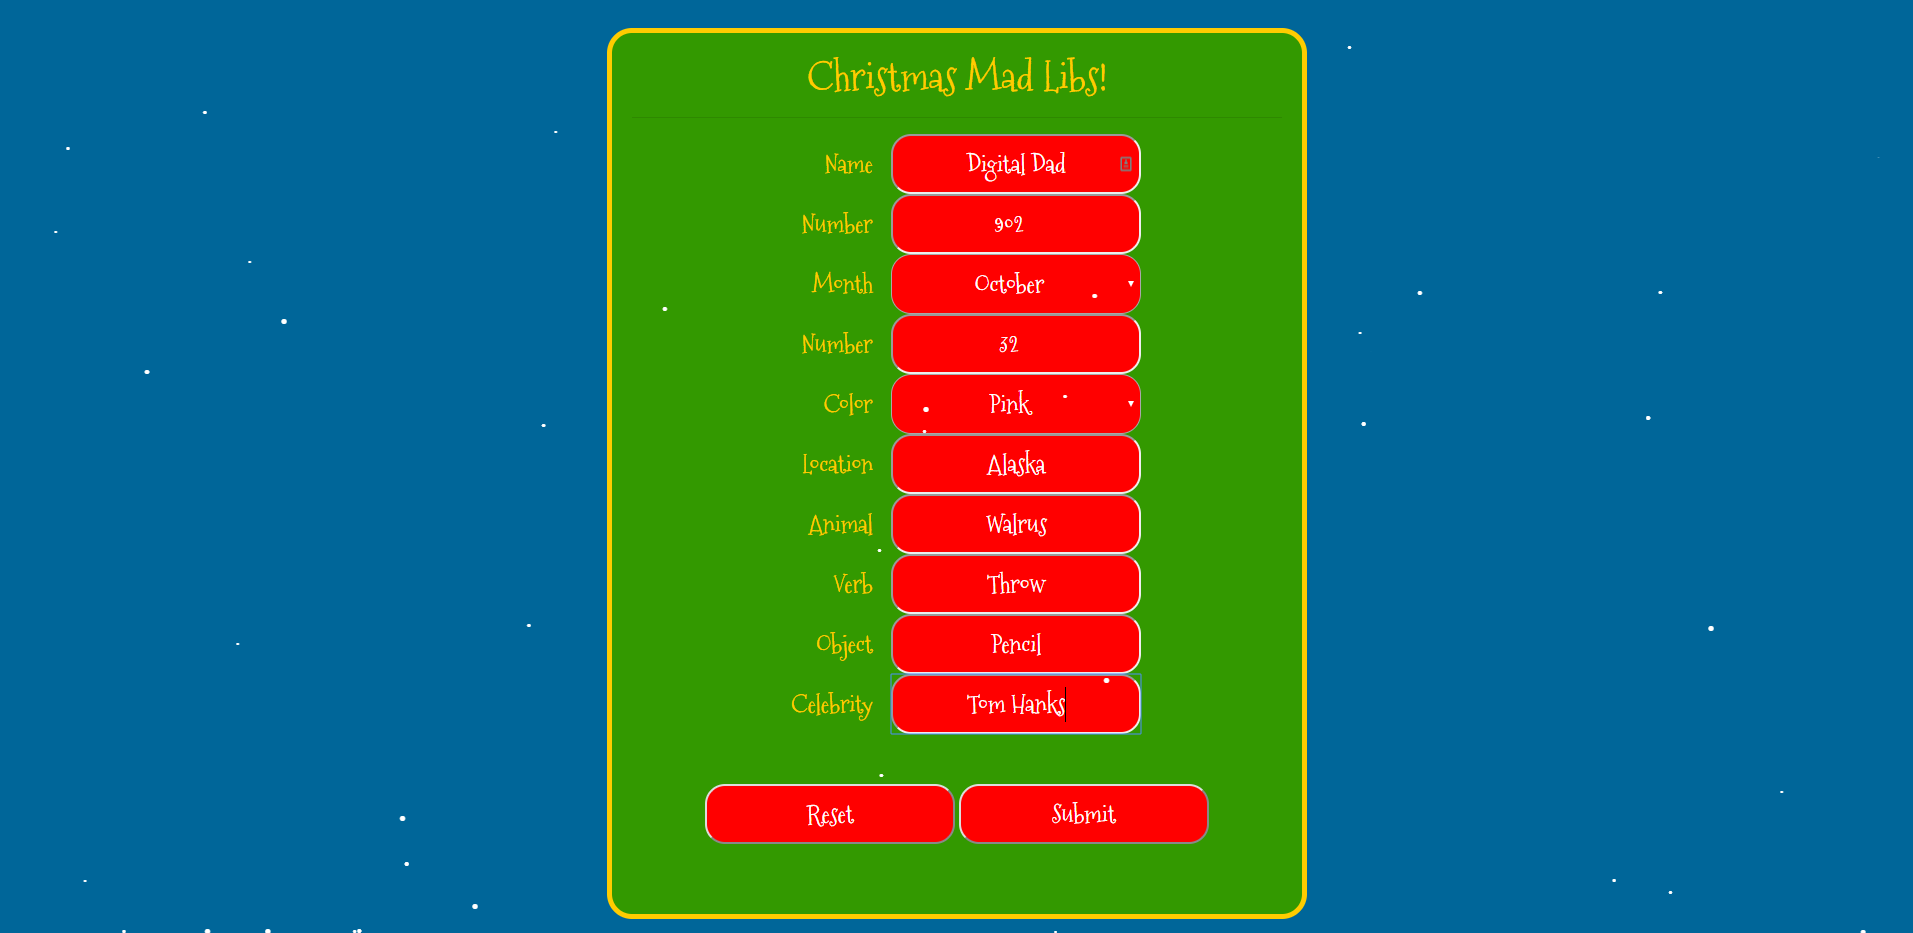 Christmas Mad Libs!
Name Digital Dad
Number 902
Month October
Number 32
Color Pink
Location Alaska
Animal Walrus
Verb Throw
Object Pencil
Celebrity Tom Hanks
Reset Submit